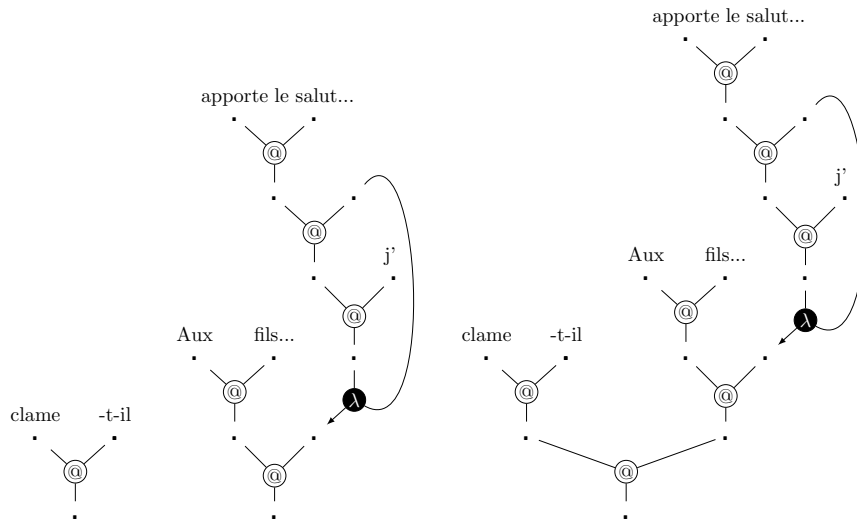 apporte le salut...
@
apporte le salut...
@
@
j'
@
@
j'
@
Aux fils...
@
λ
Aux fils...
@
clame -t-il
@
@
λ
@
clame -t-il
@
@
@